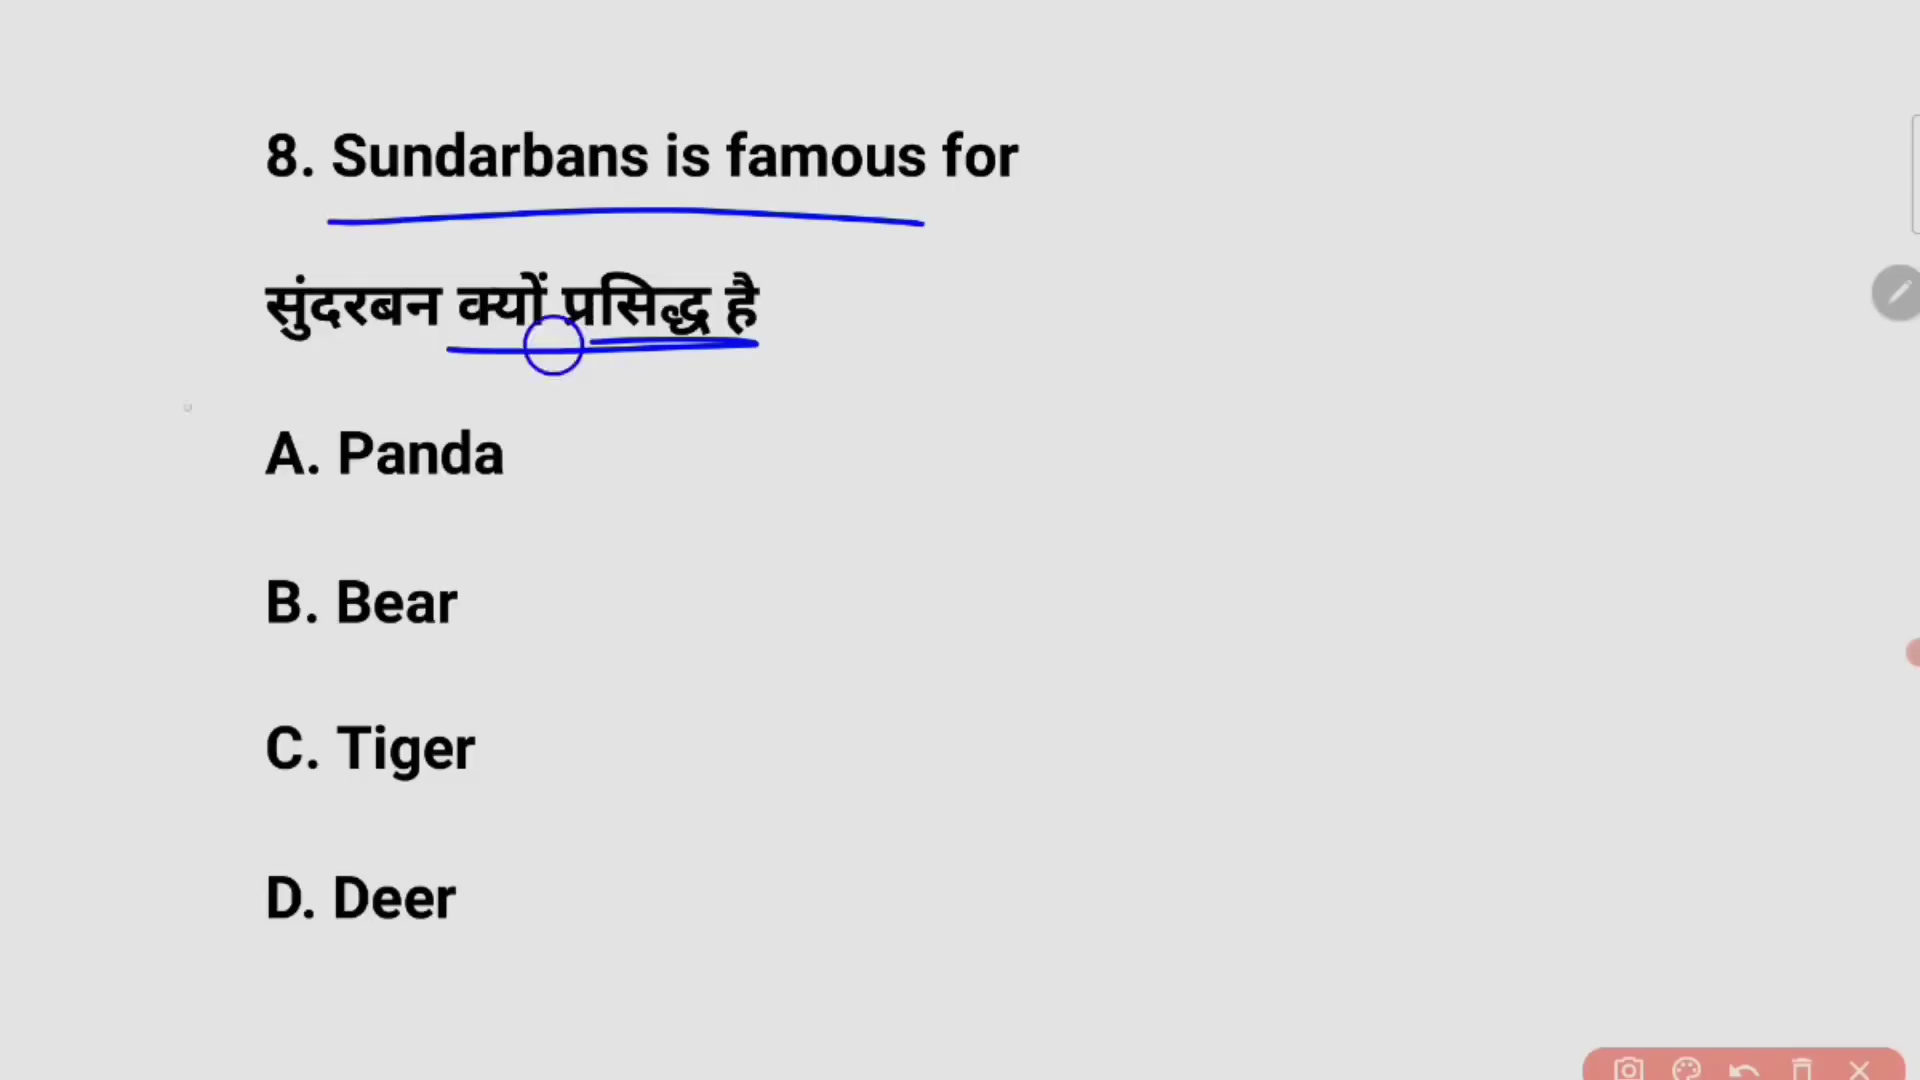 8. Sundarbans is famous for
सुंदरबन क्यों प्रसिद्ध है
A. Panda
B. Bear
C. Tiger
D. Deer